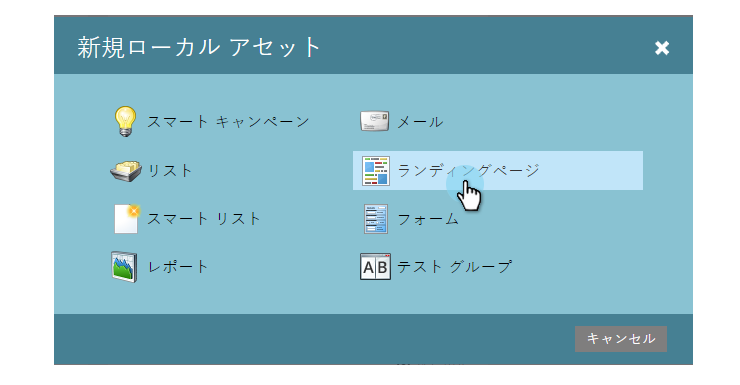 新規ローカル アセット
スマート キャンペーン
メール
リスト
ランディングページ
スマート リスト
フォーム
レポート
AB テスト グループ
キャンセル